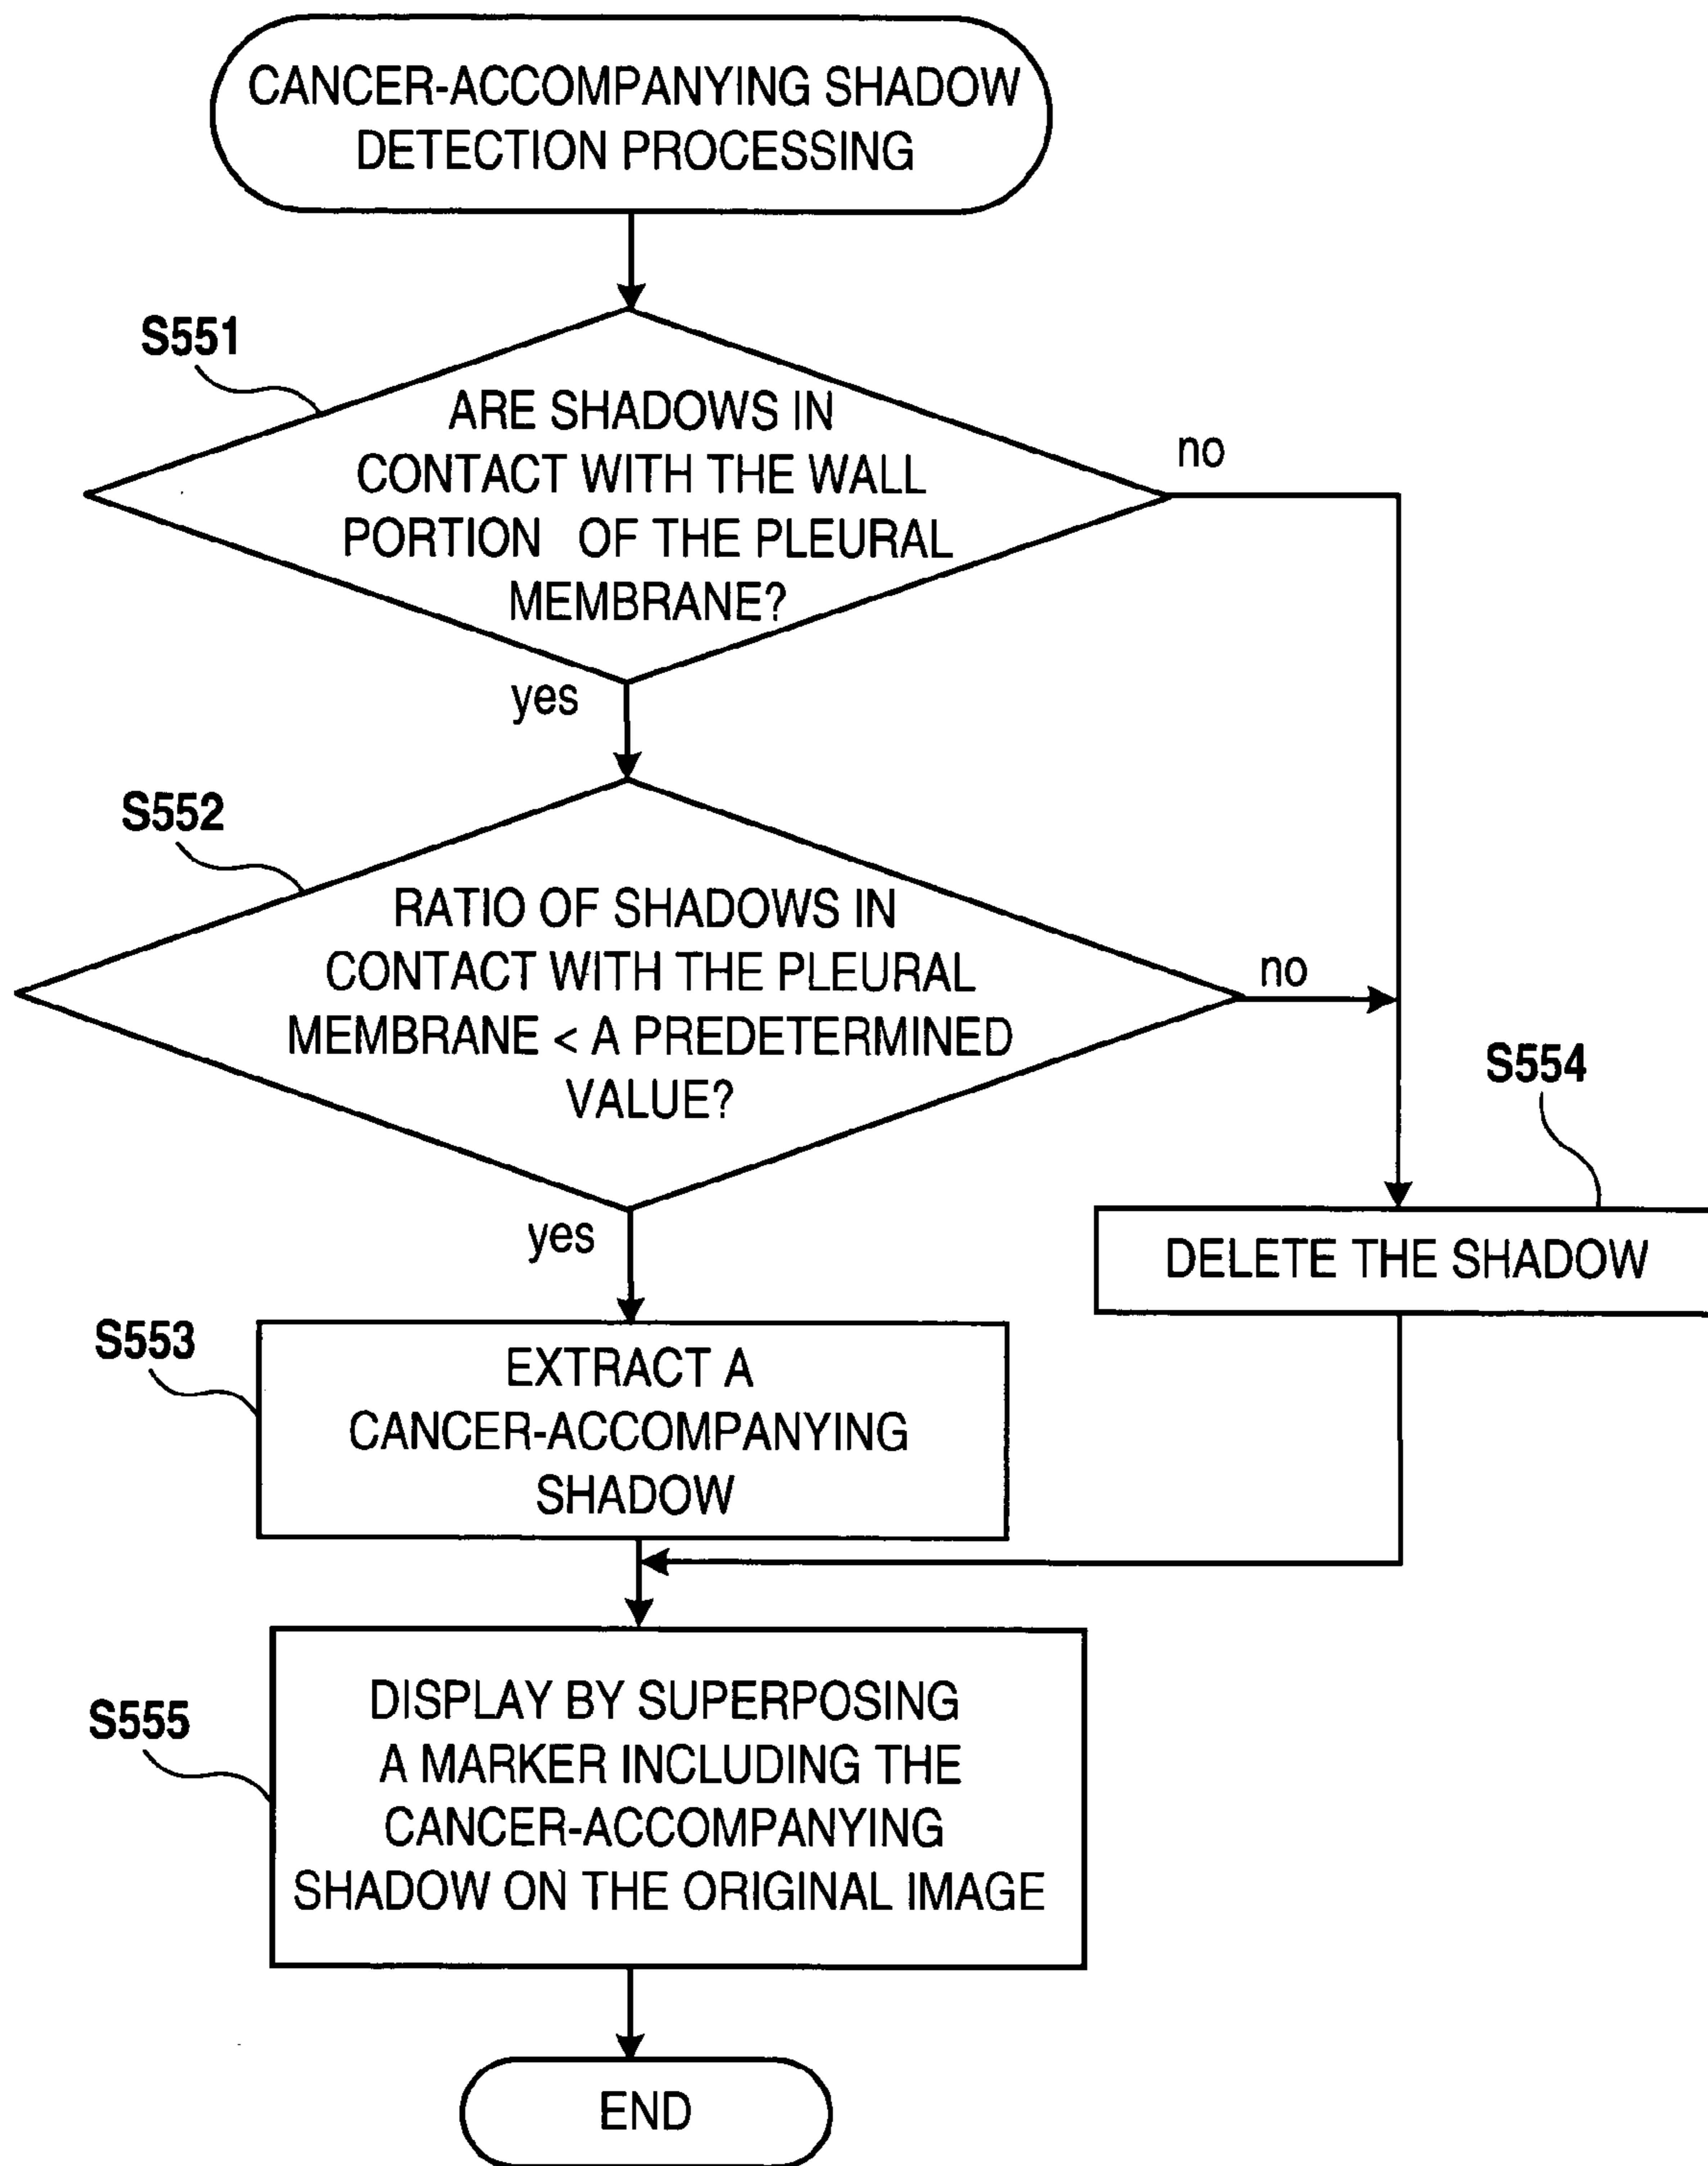 CANCER-ACCOMPANYING SHADOW
DETECTION PROCESSING
S551
ARE SHADOWS IN
CONTACT WITH THE WALL
PORTION OF THE PLEURAL
MEMBRANE?
no
yes
S552
RATIO OF SHADOWS IN
CONTACT WITH THE PLEURAL
MEMBRANE < A PREDETERMINED
VALUE?
no
yes
S554
DELETE THE SHADOW
S553
EXTRACT A
CANCER-ACCOMPANYING
SHADOW
S555
DISPLAY BY SUPERPOSING
A MARKER INCLUDING THE
CANCER-ACCOMPANYING
SHADOW ON THE ORIGINAL IMAGE
END